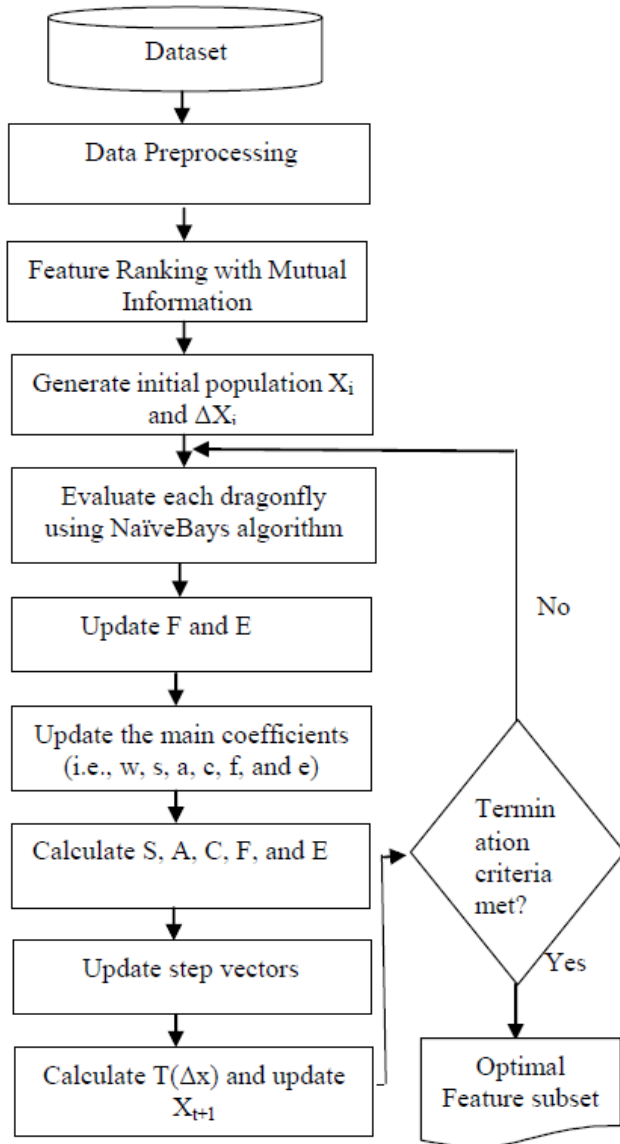 Dataset
Data Preprocessing
Feature Ranking with Mutual
Information
Generate initial population Xᵢ
and ΔXᵢ
Evaluate each dragonfly
using NaïveBays algorithm
Update F and E
Update the main coefficients
(i.e., w, s, a, c, f, and e)
Calculate S, A, C, F, and E
Update step vectors
Calculate T(Δx) and update
Xₜ₊₁
No
Termin
ation
criteria
met?
Yes
Optimal
Feature subset